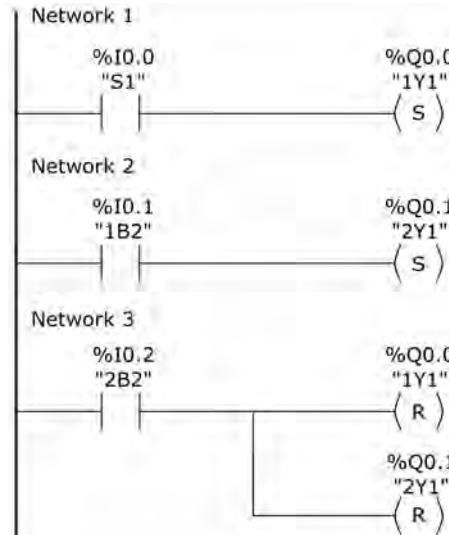 Network 1
%I0.0 %Q0.0
"S1" "1Y1"
S
Network 2
%I0.1 %Q0.1
"1B2" "2Y1"
S
Network 3
%I0.2 %Q0.0
"2B2" "1Y1"
R
%Q0.1
"2Y1"
R